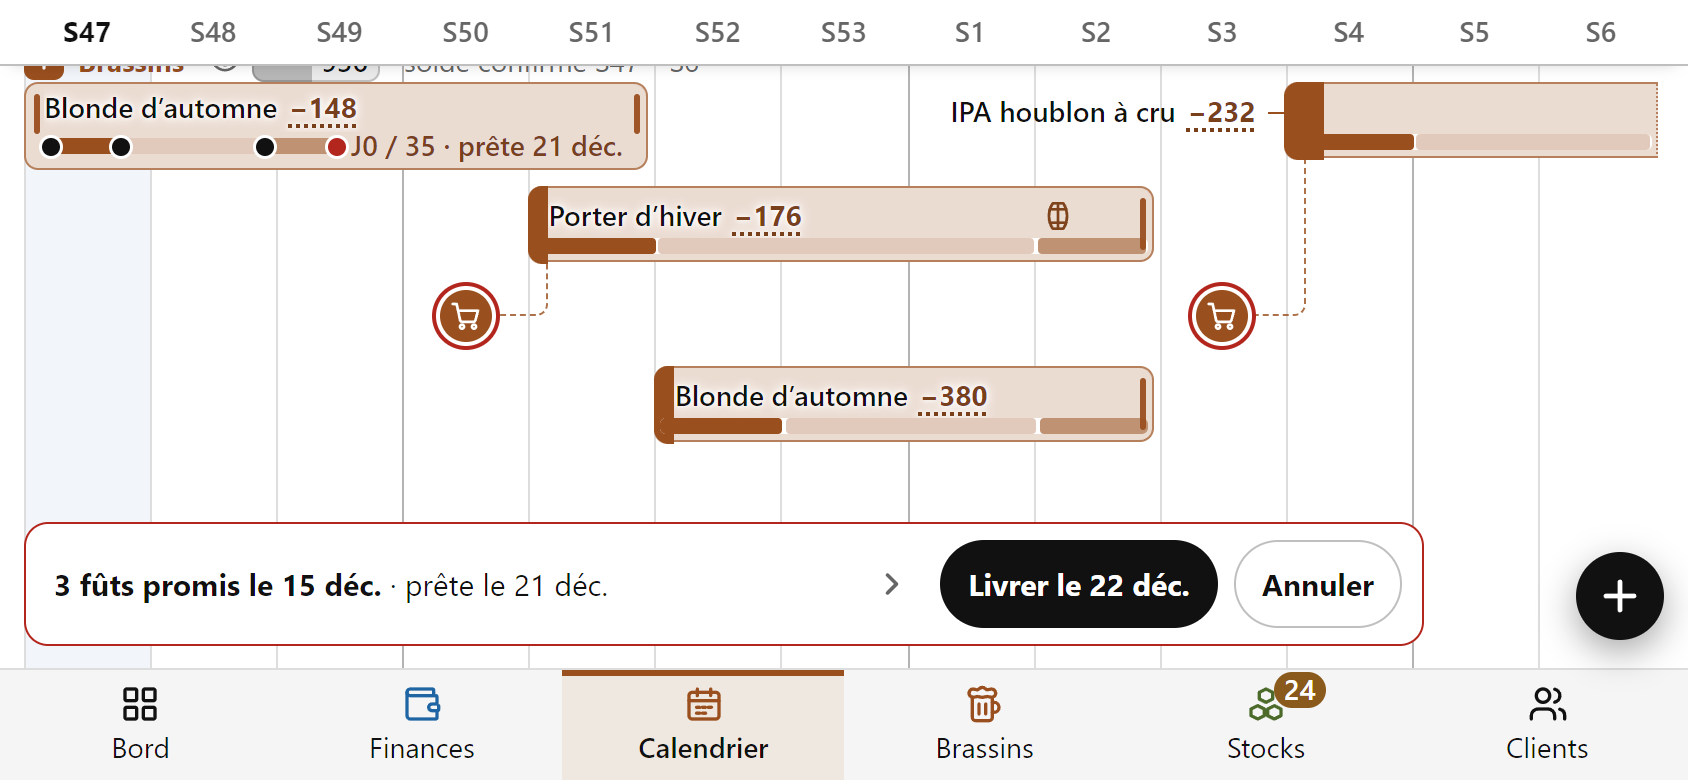 S47 S48 S49 S50 S51 S52 S53 S1 S2 S3 S4 S5 S6
Brassins
Blonde d’automne −148
J0 / 35 · prête 21 déc.
IPA houblon à cru −232
Porter d’hiver −176
Blonde d’automne −380
3 fûts promis le 15 déc. · prête le 21 déc.
Livrer le 22 déc.
Annuler
24
Bord Finances Calendrier Brassins Stocks Clients